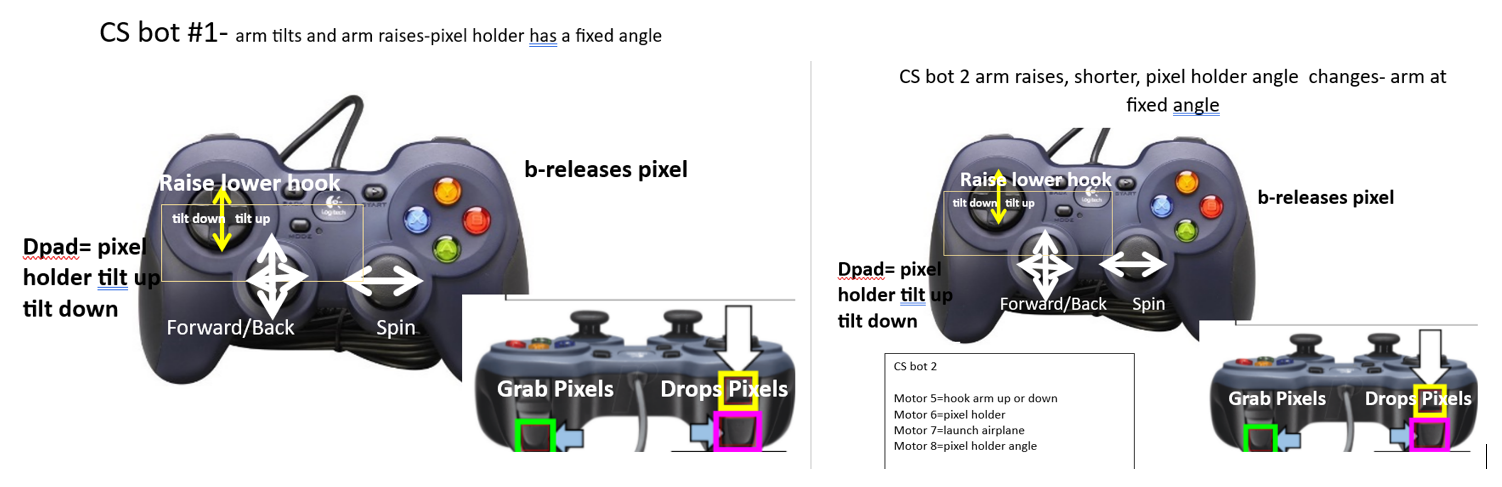 CS bot #1- arm tilts and arm raises-pixel holder has a fixed angle
Raise lower hook
tilt down tilt up
b-releases pixel
Dpad= pixel
holder tilt up
tilt down
Logitech
MODE
START
Forward/Back
Spin
Grab Pixels
Drops Pixels
CS bot 2 arm raises, shorter, pixel holder angle changes- arm at
fixed angle
Raise lower hook
tilt down tilt up
b-releases pixel
Dpad= pixel
holder tilt up
tilt down
Logitech
Forward/Back
Spin
CS bot 2
Motor 5=hook arm up or down
Motor 6=pixel holder
Motor 7=launch airplane
Motor 8=pixel holder angle
Grab Pixels
Drops Pixels